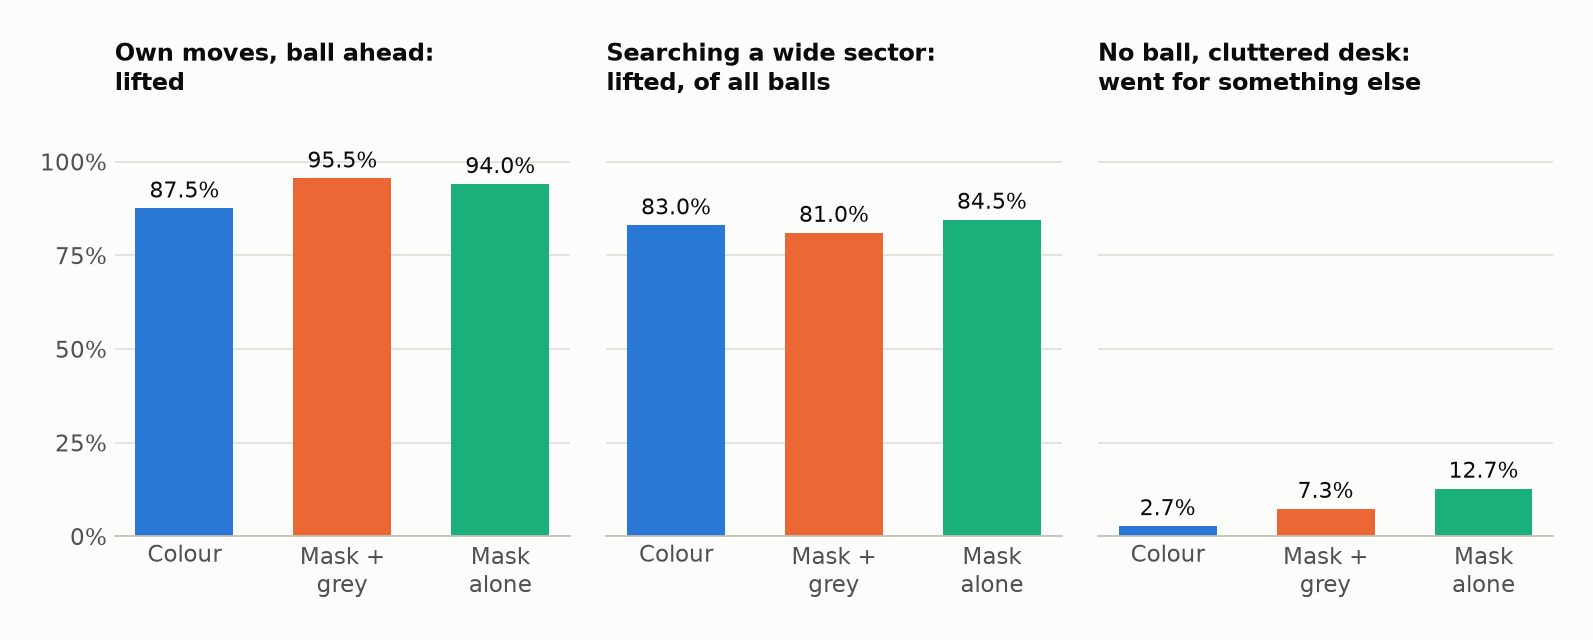 Own moves, ball ahead:
lifted
Searching a wide sector:
lifted, of all balls
No ball, cluttered desk:
went for something else
100%
75%
50%
25%
0%
87.5%
95.5%
94.0%
83.0%
81.0%
84.5%
2.7%
7.3%
12.7%
Colour
Mask +
grey
Mask
alone
Colour
Mask +
grey
Mask
alone
Colour
Mask +
grey
Mask
alone